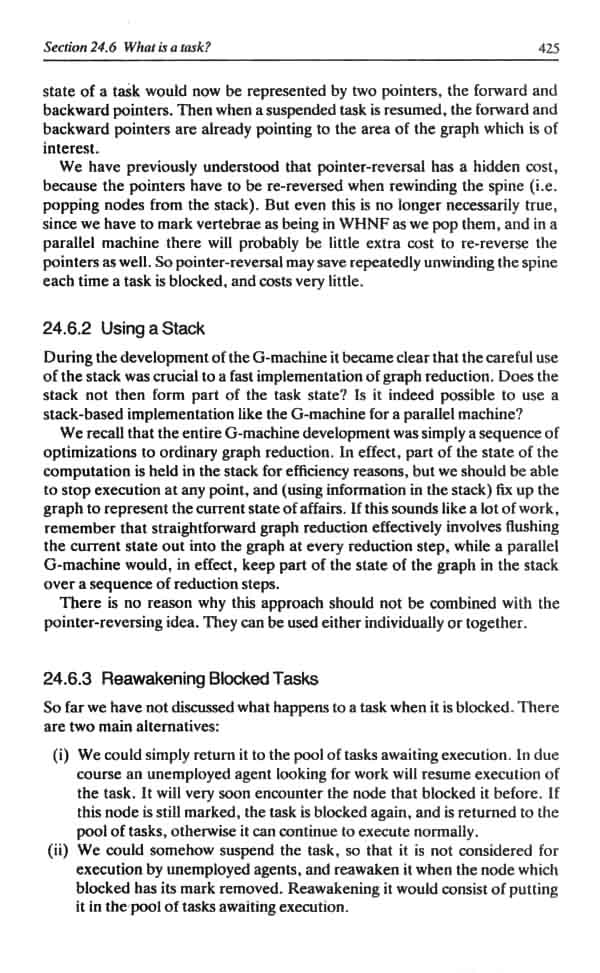 Section 24.6 What is a task? 425
state of a task would now be represented by two pointers, the forward and
backward pointers. Then when a suspended task is resumed, the forward and
backward pointers are already pointing to the area of the graph which is of
interest.
We have previously understood that pointer-reversal has a hidden cost,
because the pointers have to be re-reversed when rewinding the spine (i.e.
popping nodes from the stack). But even this is no longer necessarily true,
since we have to mark vertebrae as being in WHNF as we pop them, and in a
parallel machine there will probably be little extra cost to re-reverse the
pointers as well. So pointer-reversal may save repeatedly unwinding the spine
each time a task is blocked, and costs very little.
24.6.2 Using a Stack
During the development of the G-machine it became clear that the careful use
of the stack was crucial to a fast implementation of graph reduction. Does the
stack not then form part of the task state? Is it indeed possible to use a
stack-based implementation like the G-machine for a parallel machine?
We recall that the entire G-machine development was simply a sequence of
optimizations to ordinary graph reduction. In effect, part of the state of the
computation is held in the stack for efficiency reasons, but we should be able
to stop execution at any point, and (using information in the stack) fix up the
graph to represent the current state of affairs. If this sounds like a lot of work,
remember that straightforward graph reduction effectively involves flushing
the current state out into the graph at every reduction step, while a parallel
G-machine would, in effect, keep part of the state of the graph in the stack
over a sequence of reduction steps.
There is no reason why this approach should not be combined with the
pointer-reversing idea. They can be used either individually or together.
24.6.3 Reawakening Blocked Tasks
So far we have not discussed what happens to a task when it is blocked. There
are two main alternatives:
(i) We could simply return it to the pool of tasks awaiting execution. In due
course an unemployed agent looking for work will resume execution of
the task. It will very soon encounter the node that blocked it before. If
this node is still marked, the task is blocked again, and is returned to the
pool of tasks, otherwise it can continue to execute normally.
(ii) We could somehow suspend the task, so that it is not considered for
execution by unemployed agents, and reawaken it when the node which
blocked has its mark removed. Reawakening it would consist of putting
it in the pool of tasks awaiting execution.